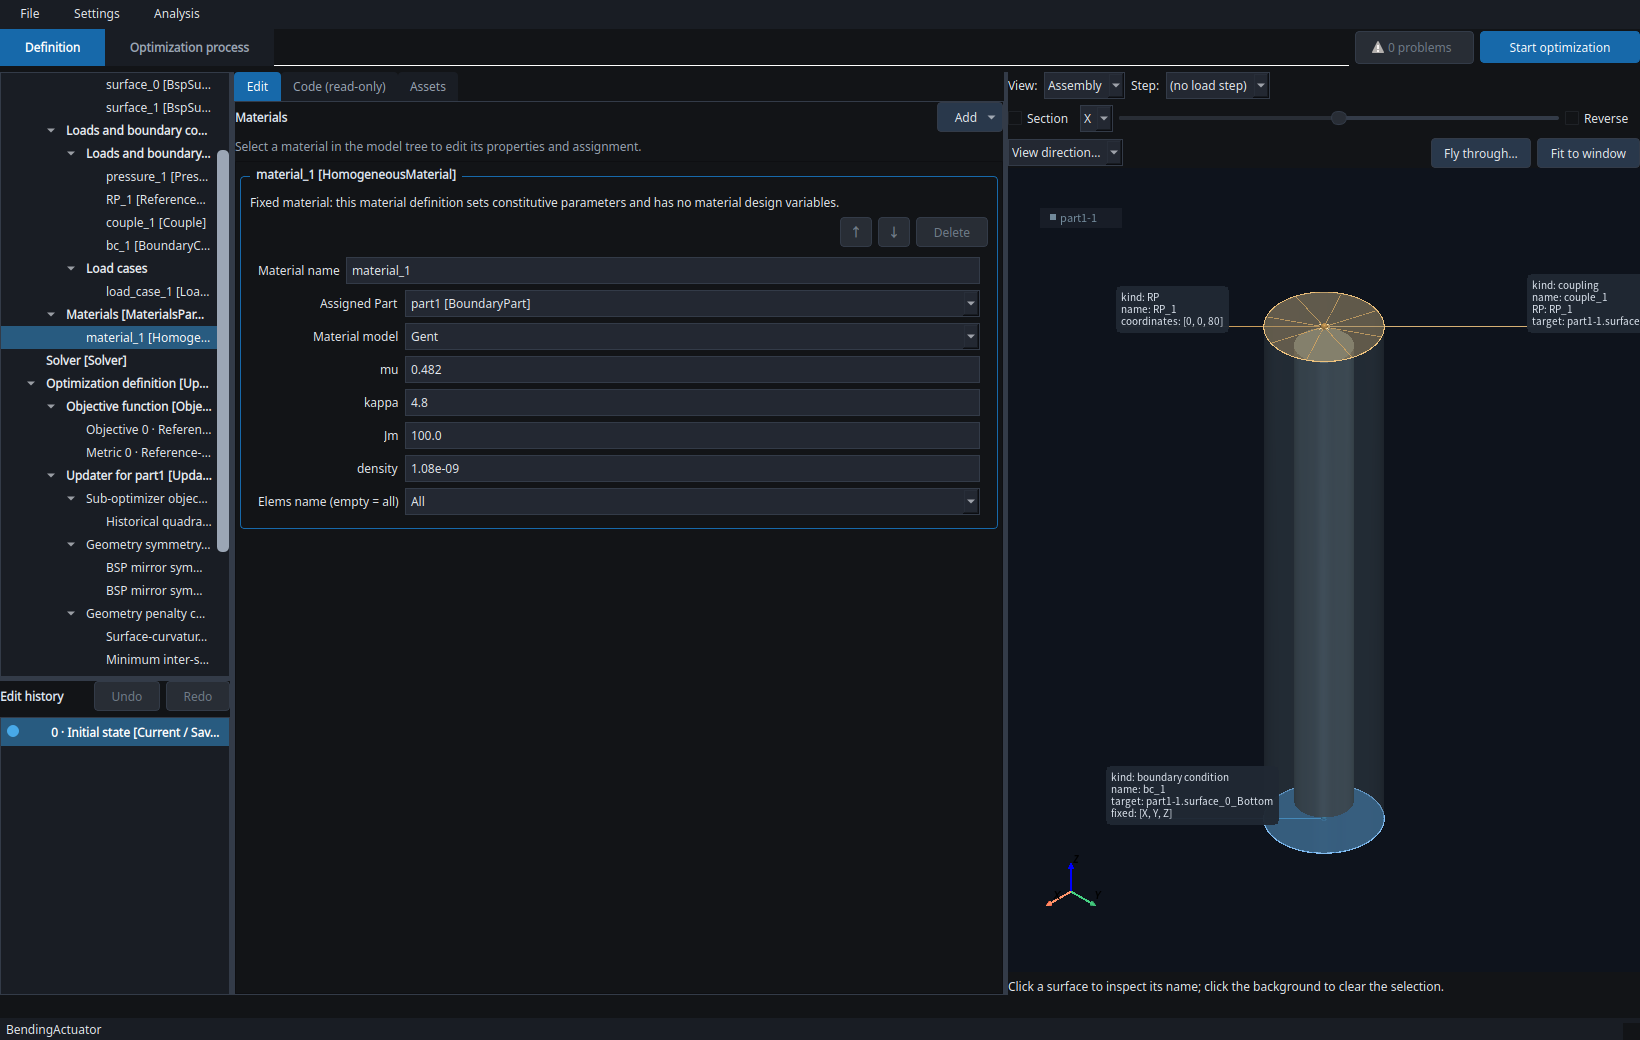 File Settings Analysis
Definition Optimization process 0 problems Start optimization
surface_0 [BspSu...
surface_1 [BspSu...
Loads and boundary co...
Loads and boundary...
pressure_1 [Pres...
RP_1 [Reference...
couple_1 [Couple]
bc_1 [BoundaryC...
Load cases
load_case_1 [Loa...
Materials [MaterialsPar...
material_1 [Homoge...
Solver [Solver]
Optimization definition [Up...
Objective function [Obje...
Objective 0 · Referen...
Metric 0 · Reference-...
Updater for part1 [Upda...
Sub-optimizer objec...
Historical quadra...
Geometry symmetry...
BSP mirror sym...
BSP mirror sym...
Geometry penalty c...
Surface-curvatur...
Minimum inter-s...
Edit history Undo Redo
0 · Initial state [Current / Sav...
Edit Code (read-only) Assets
Materials Add
Select a material in the model tree to edit its properties and assignment.
material_1 [HomogeneousMaterial]
Fixed material: this material definition sets constitutive parameters and has no material design variables.
↑ ↓ Delete
Material name material_1
Assigned Part part1 [BoundaryPart]
Material model Gent
mu 0.482
kappa 4.8
Jm 100.0
density 1.08e-09
Elems name (empty = all) All
View: Assembly Step: (no load step)
Section X Reverse
View direction... Fly through... Fit to window
part1-1
kind: RP
name: RP_1
coordinates: [0, 0, 80]
kind: coupling
name: couple_1
RP: RP_1
target: part1-1.surface
kind: boundary condition
name: bc_1
target: part1-1.surface_0_Bottom
fixed: [X, Y, Z]
Z
Y
Click a surface to inspect its name; click the background to clear the selection.
BendingActuator